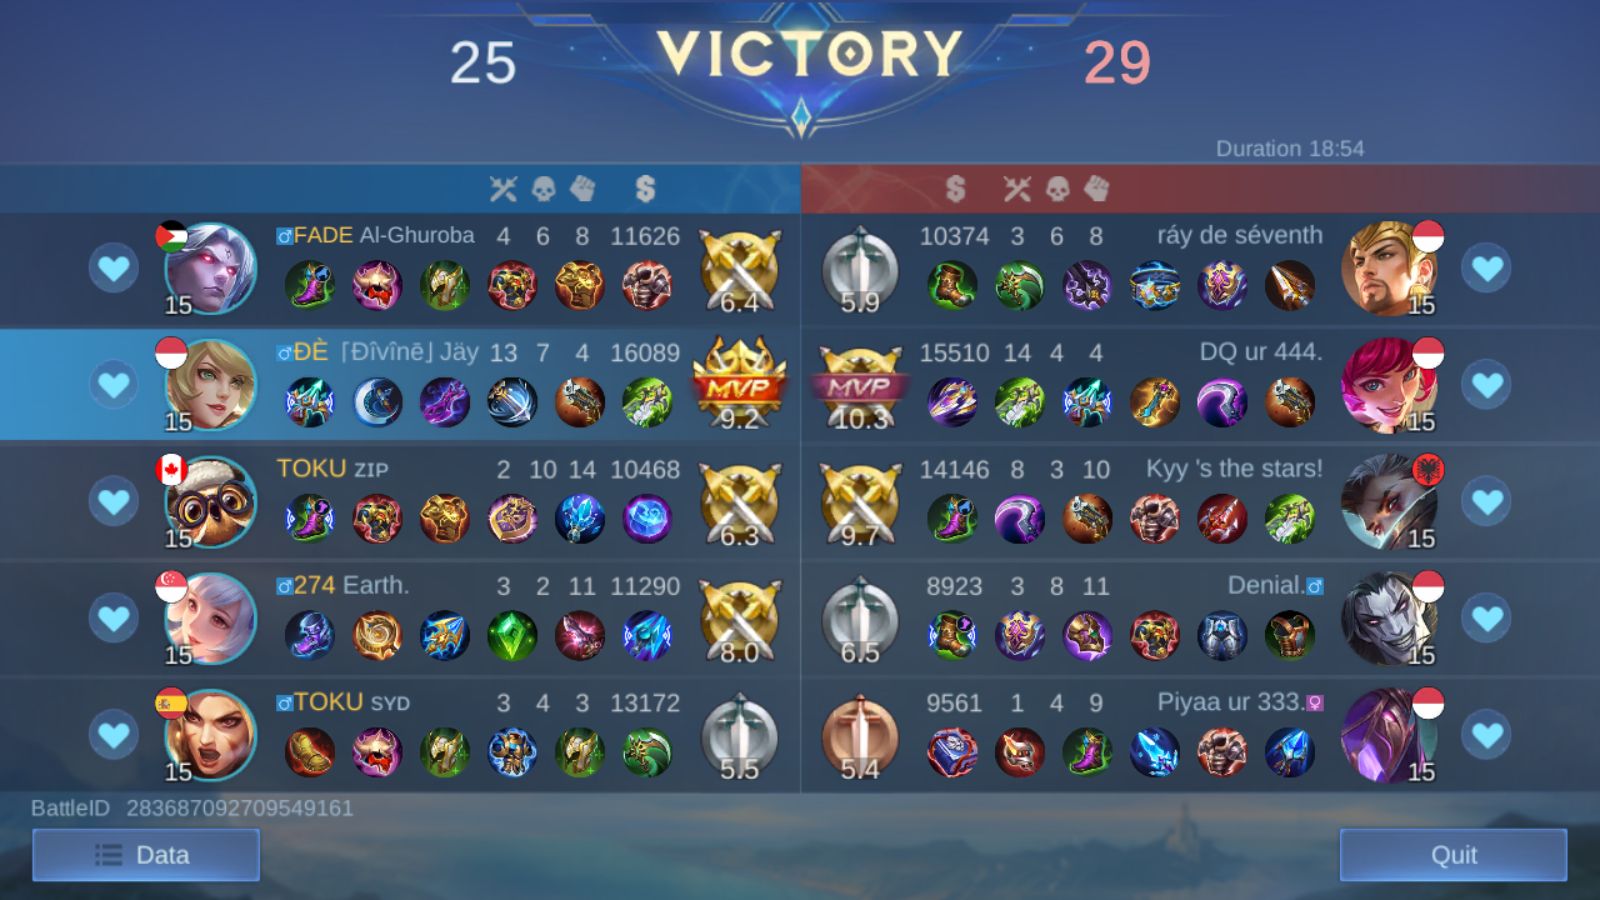 25 VICTORY 29
Duration 18:54
FADE Al-Ghuroba 4 6 8 11626
15 6.4
10374 3 6 8 ráy de séventh
5.9 15
ĐÈ ⌈Đîvînē⌋ Jäy 13 7 4 16089
15 MVP 9.2
15510 14 4 4 DQ ur 444.
MVP 10.3 15
TOKU ZIP 2 10 14 10468
15 6.3
14146 8 3 10 Kyy 's the stars!
9.7 15
274 Earth. 3 2 11 11290
15 8.0
8923 3 8 11 Denial.
6.5 15
TOKU SYD 3 4 3 13172
15 5.5
9561 1 4 9 Piyaa ur 333.
5.4 15
BattleID 283687092709549161
Data
Quit